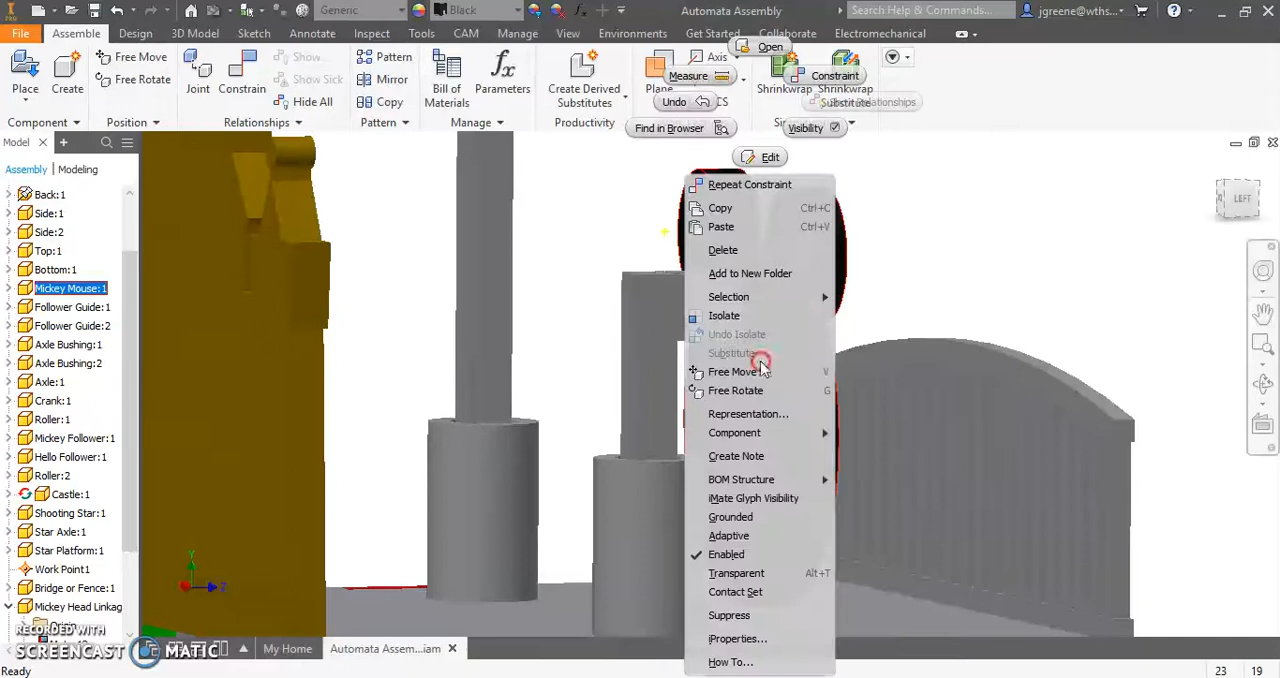 Generic
Black
Automata Assembly
Search Help & Commands...
jgreene@wths...
File
Assemble
Design
3D Model
Sketch
Annotate
Inspect
Tools
CAM
Manage
View
Environments
Get Started
Collaborate
Electromechanical
Open
Measure
Constraint
Undo
Find in Browser
Visibility
Edit
Place
Create
Free Move
Free Rotate
Component
Position
Joint
Constrain
Show...
Show Sick
Hide All
Relationships
Pattern
Mirror
Copy
Pattern
Bill of
Materials
Parameters
Manage
Create Derived
Substitutes
Productivity
Plane
Axis
Shrinkwrap
Shrinkwrap
Substitute
Model
Assembly
Modeling
Back:1
Side:1
Side:2
Top:1
Bottom:1
Mickey Mouse:1
Follower Guide:1
Follower Guide:2
Axle Bushing:1
Axle Bushing:2
Axle:1
Crank:1
Roller:1
Mickey Follower:1
Hello Follower:1
Roller:2
Castle:1
Shooting Star:1
Star Axle:1
Star Platform:1
Work Point1
Bridge or Fence:1
Mickey Head Linkag
Repeat Constraint
Copy Ctrl+C
Paste Ctrl+V
Delete
Add to New Folder
Selection
Isolate
Undo Isolate
Substitute
Free Move V
Free Rotate G
Representation...
Component
Create Note
BOM Structure
iMate Glyph Visibility
Grounded
Adaptive
Enabled
Transparent Alt+T
Contact Set
Suppress
iProperties...
How To...
LEFT
Y
Z
RECORDED WITH
SCREENCAST MATIC
My Home
Automata Assem...iam
Ready
23 19